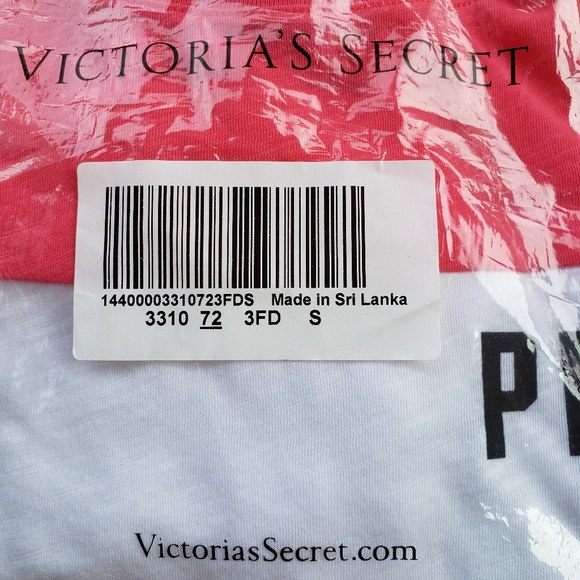 VICTORIA'S SECRET
14400003310723FDS Made in Sri Lanka
3310 72 3FD S
VictoriasSecret.com